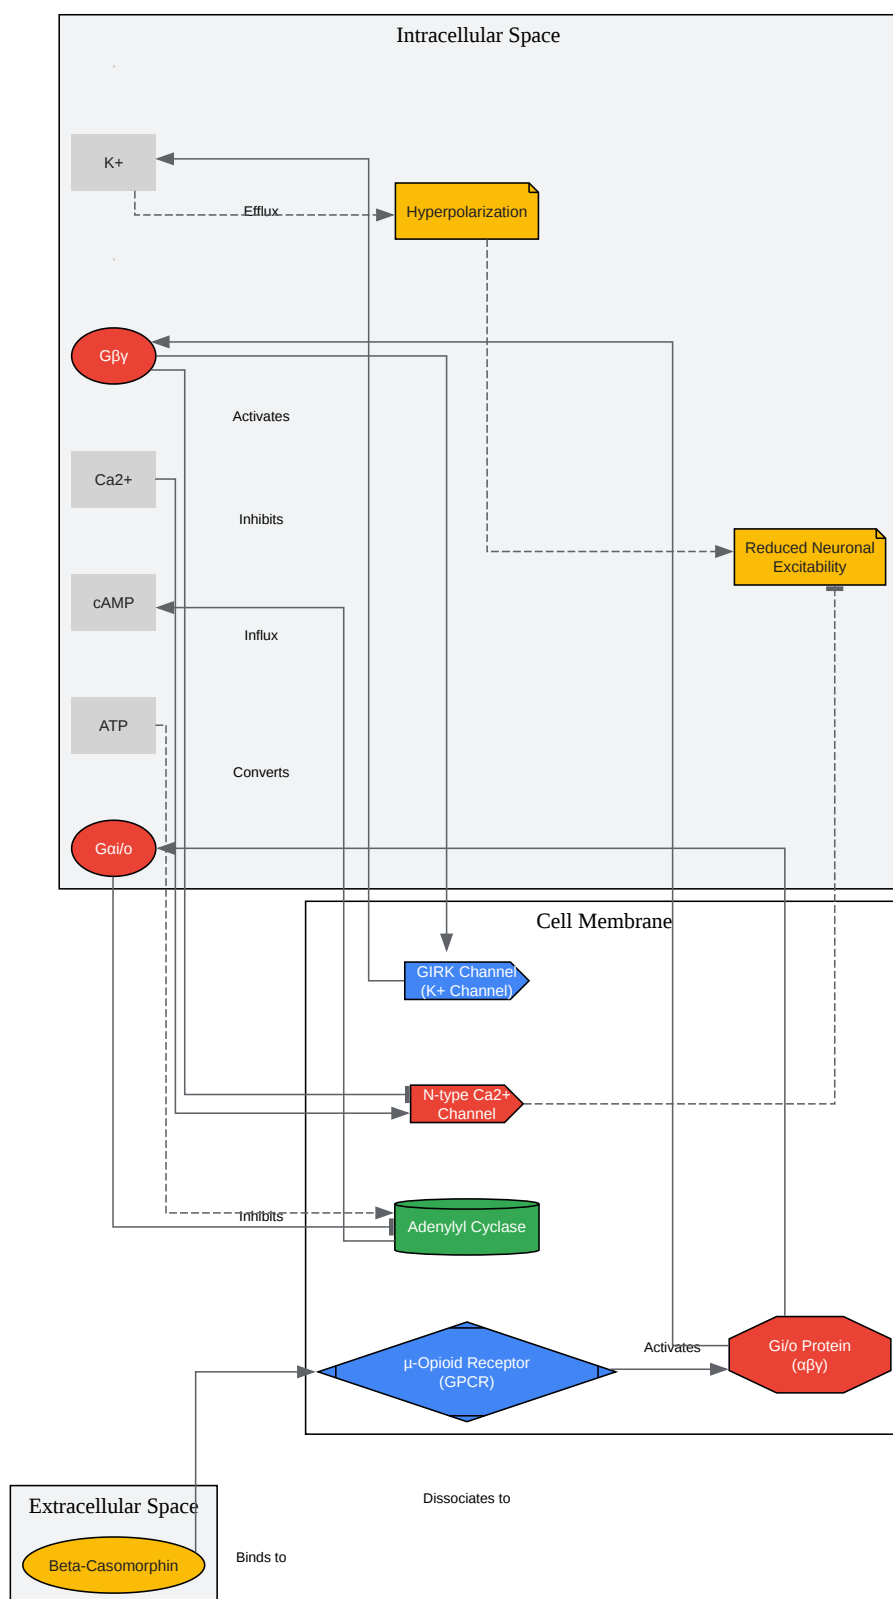 Intracellular Space
K+
Efflux
Hyperpolarization
Gβγ
Activates
Ca2+
Inhibits
Reduced Neuronal
Excitability
cAMP
Influx
ATP
Converts
Gαi/o
Cell Membrane
GIRK Channel
(K+ Channel)
N-type Ca2+
Channel
Inhibits
Adenylyl Cyclase
Activates
Gi/o Protein
(αβγ)
µ-Opioid Receptor
(GPCR)
Dissociates to
Extracellular Space
Binds to
Beta-Casomorphin